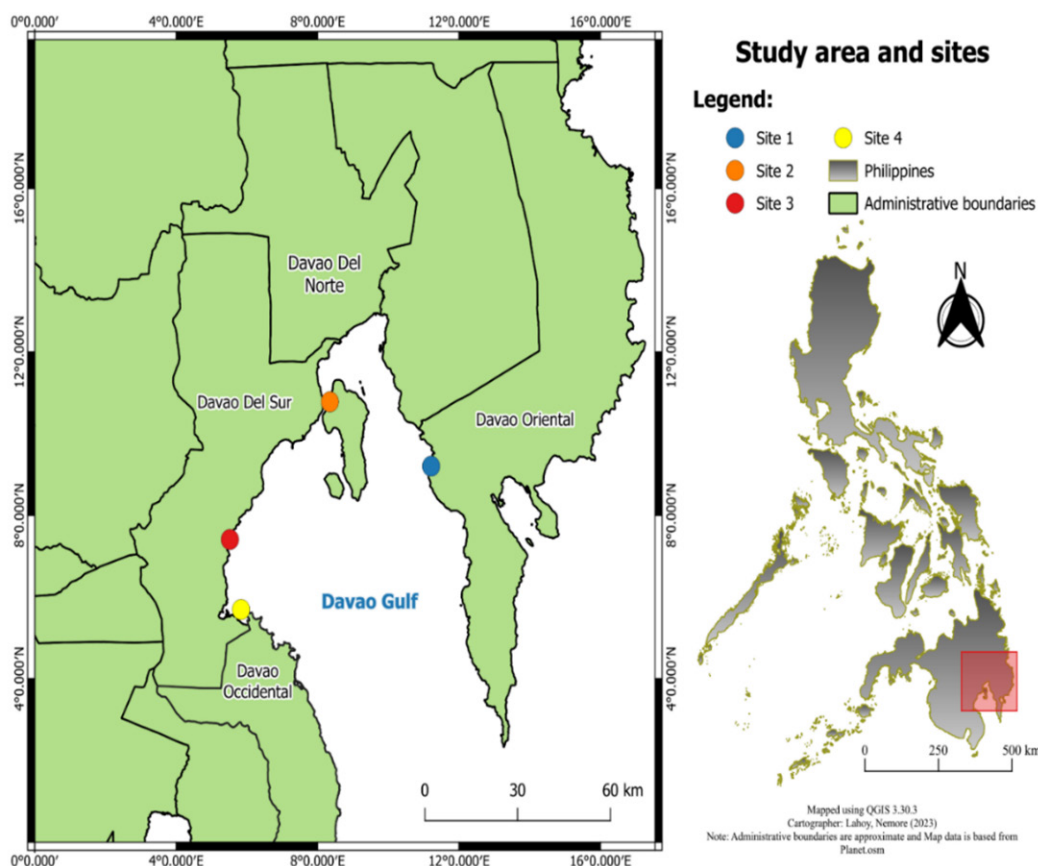 0°0.000′ 4°0.000′ 8°0.000′ 12°0.000′ 16°0.000′
16°0.000′N
12°0.000′N
8°0.000′N
4°0.000′N
16°0.000′N
12°0.000′N
8°0.000′N
4°0.000′N
Davao Del
Norte
Davao Del Sur
Davao Oriental
Davao Gulf
Davao
Occidental
0 30 60 km
0°0.000′ 4°0.000′ 8°0.000′ 12°0.000′ 16°0.000′
Study area and sites
Legend:
Site 1
Site 2
Site 3
Site 4
Philippines
Administrative boundaries
N
0 250 500 km
Mapped using QGIS 3.30.3
Cartographer: Lahoy, Nemore (2023)
Note: Administrative boundaries are approximate and Map data is based from
Planet.osm